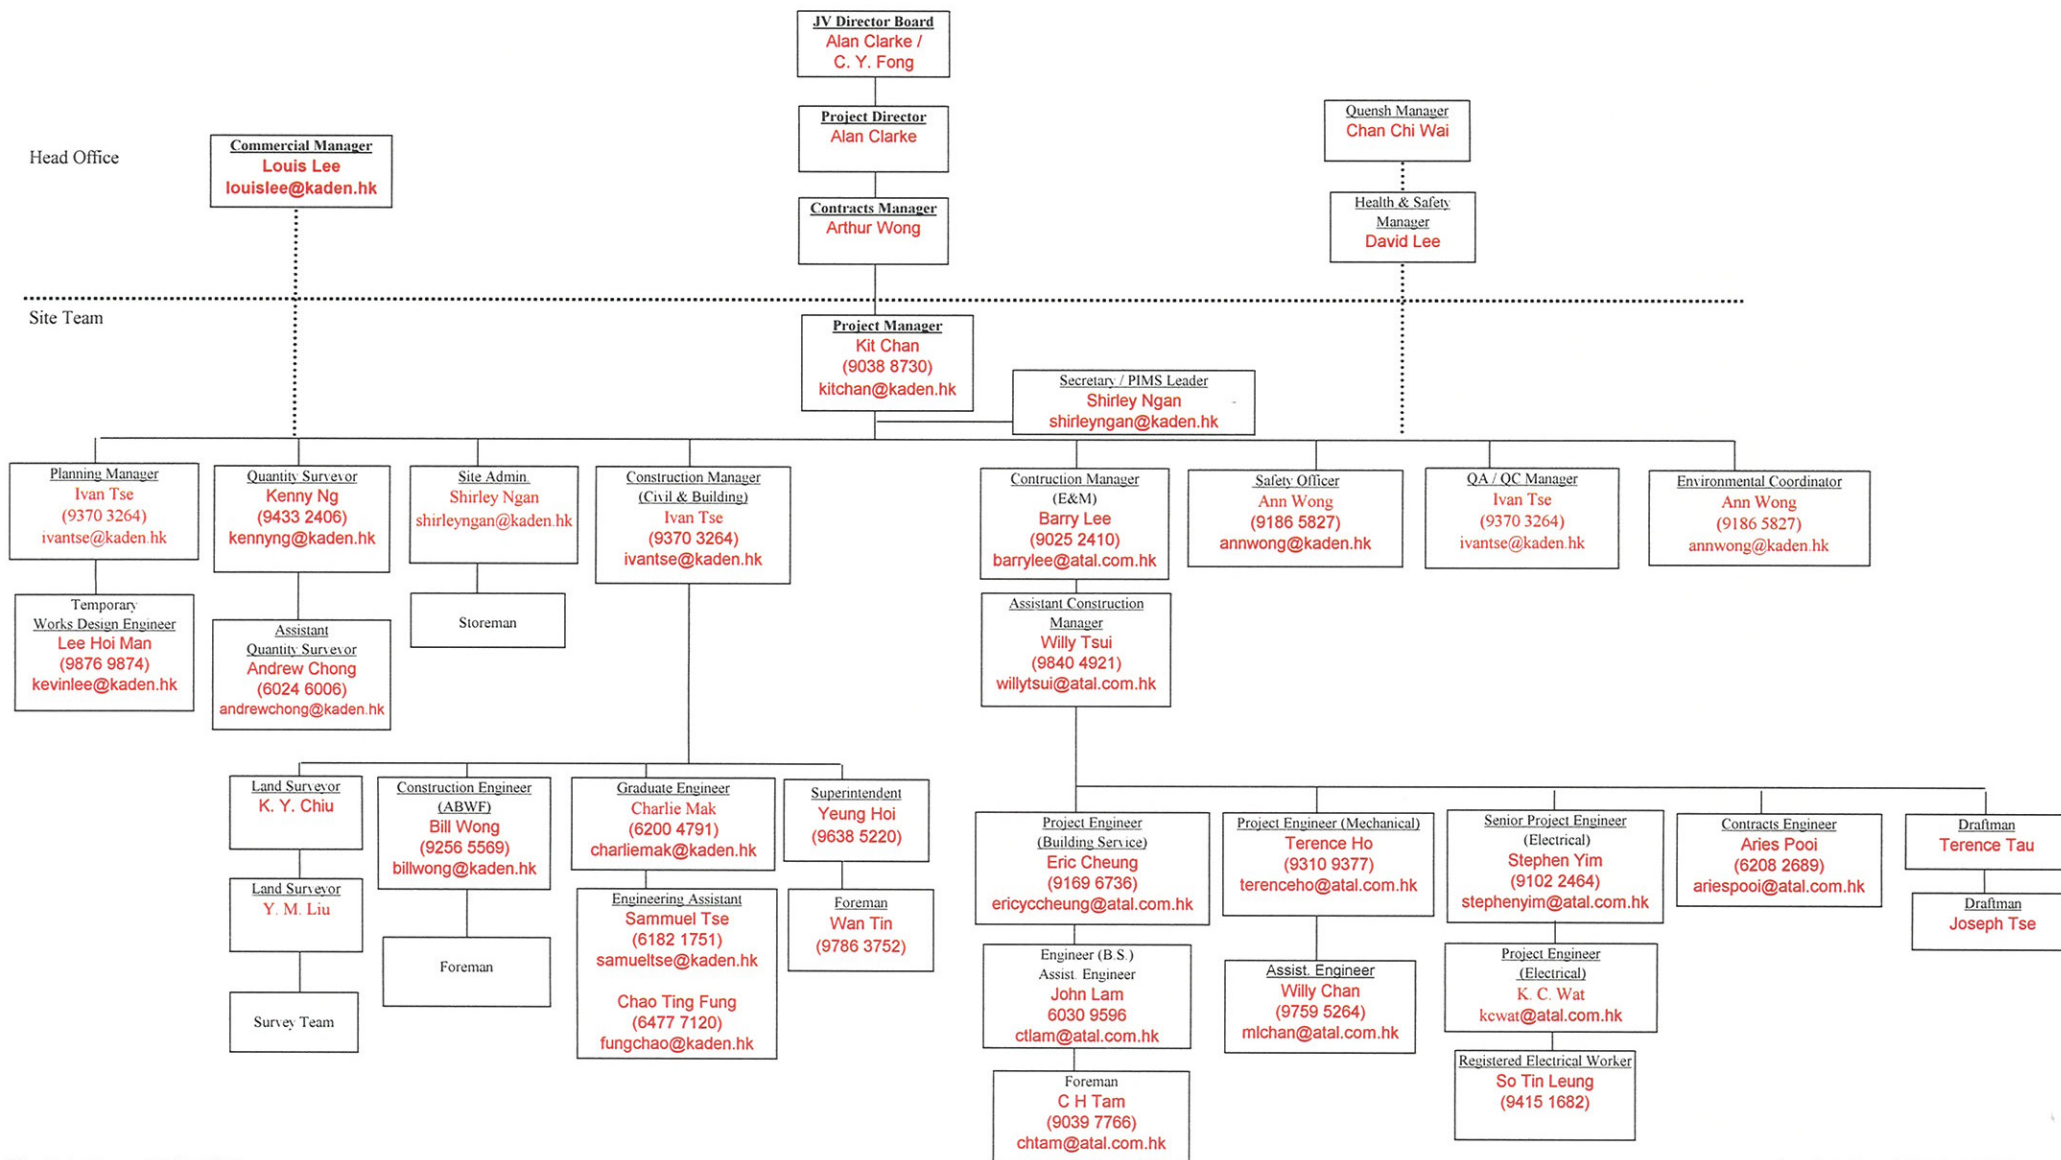 JV Director Board
Alan Clarke /
C. Y. Fong
Project Director
Alan Clarke
Quensh Manager
Chan Chi Wai
Head Office
Commercial Manager
Louis Lee
louislee@kaden.hk
Contracts Manager
Arthur Wong
Health & Safety
Manager
David Lee
Site Team
Project Manager
Kit Chan
(9038 8730)
kitchan@kaden.hk
Secretary / PIMS Leader
Shirley Ngan
shirleyngan@kaden.hk
Planning Manager
Ivan Tse
(9370 3264)
ivantse@kaden.hk
Quantity Surveyor
Kenny Ng
(9433 2406)
kennyng@kaden.hk
Site Admin.
Shirley Ngan
shirleyngan@kaden.hk
Construction Manager
(Civil & Building)
Ivan Tse
(9370 3264)
ivantse@kaden.hk
Contruction Manager
(E&M)
Barry Lee
(9025 2410)
barrylee@atal.com.hk
Safety Officer
Ann Wong
(9186 5827)
annwong@kaden.hk
QA / QC Manager
Ivan Tse
(9370 3264)
ivantse@kaden.hk
Environmental Coordinator
Ann Wong
(9186 5827)
annwong@kaden.hk
Temporary
Works Design Engineer
Lee Hoi Man
(9876 9874)
kevinlee@kaden.hk
Assistant
Quantity Surveyor
Andrew Chong
(6024 6006)
andrewchong@kaden.hk
Storeman
Assistant Construction
Manager
Willy Tsui
(9840 4921)
willytsui@atal.com.hk
Land Surveyor
K. Y. Chiu
Construction Engineer
(ABWF)
Bill Wong
(9256 5569)
billwong@kaden.hk
Graduate Engineer
Charlie Mak
(6200 4791)
charliemak@kaden.hk
Superintendent
Yeung Hoi
(9638 5220)
Project Engineer
(Building Service)
Eric Cheung
(9169 6736)
ericyccheung@atal.com.hk
Project Engineer (Mechanical)
Terence Ho
(9310 9377)
terenceho@atal.com.hk
Senior Project Engineer
(Electrical)
Stephen Yim
(9102 2464)
stephenyim@atal.com.hk
Contracts Engineer
Aries Pooi
(6208 2689)
ariespooi@atal.com.hk
Draftman
Terence Tau
Land Surveyor
Y. M. Liu
Foreman
Engineering Assistant
Sammuel Tse
(6182 1751)
samueltse@kaden.hk
Chao Ting Fung
(6477 7120)
fungchao@kaden.hk
Foreman
Wan Tin
(9786 3752)
Engineer (B.S.)
Assist. Engineer
John Lam
6030 9596
ctlam@atal.com.hk
Assist. Engineer
Willy Chan
(9759 5264)
mlchan@atal.com.hk
Project Engineer
(Electrical)
K. C. Wat
kcwat@atal.com.hk
Draftman
Joseph Tse
Survey Team
Foreman
C H Tam
(9039 7766)
chtam@atal.com.hk
Registered Electrical Worker
So Tin Leung
(9415 1682)